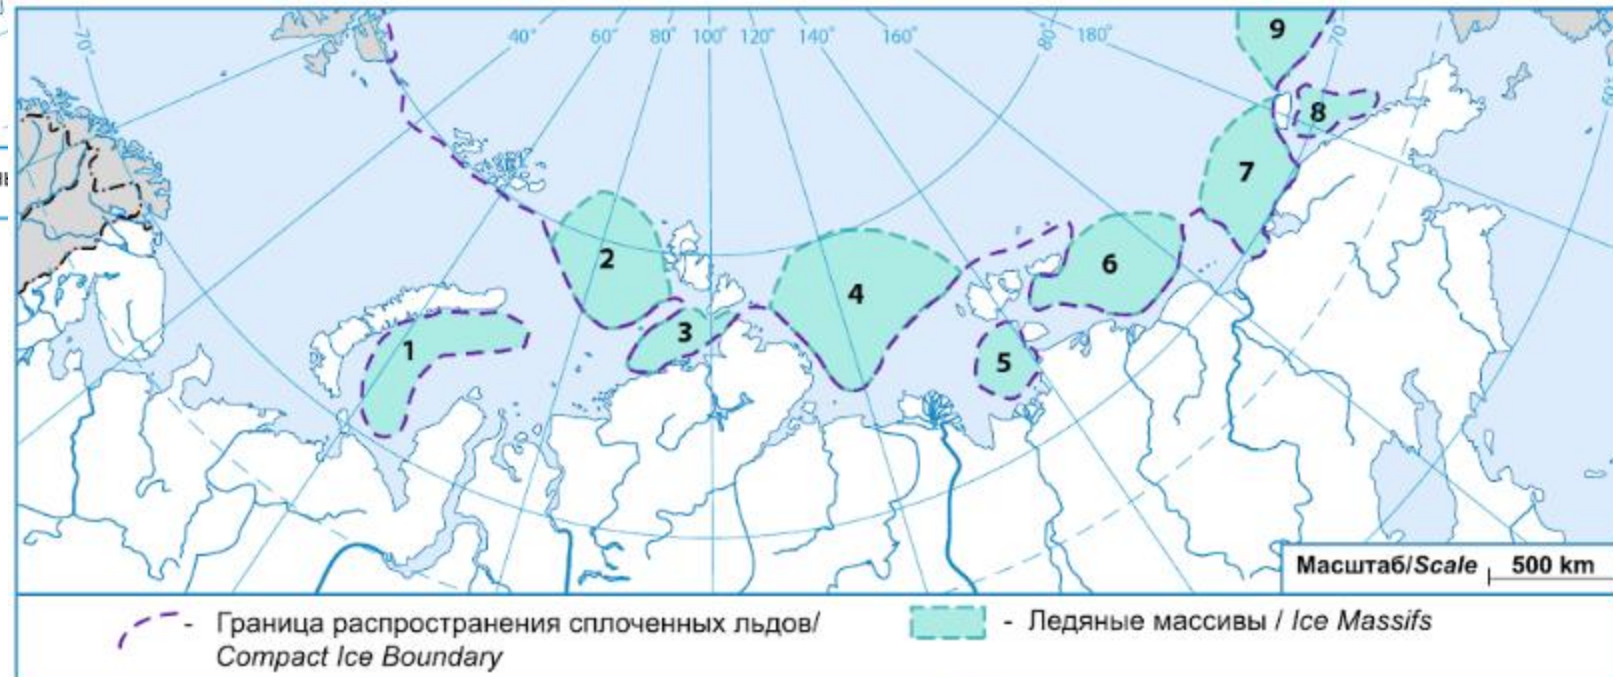 9
70°
40° 60° 80° 100° 120° 140° 160° 80° 180° 70°
60°
8
7
2
6
4
3
1
5
Масштаб/Scale 500 km
- Граница распространения сплоченных льдов/
Compact Ice Boundary
- Ледяные массивы / Ice Massifs